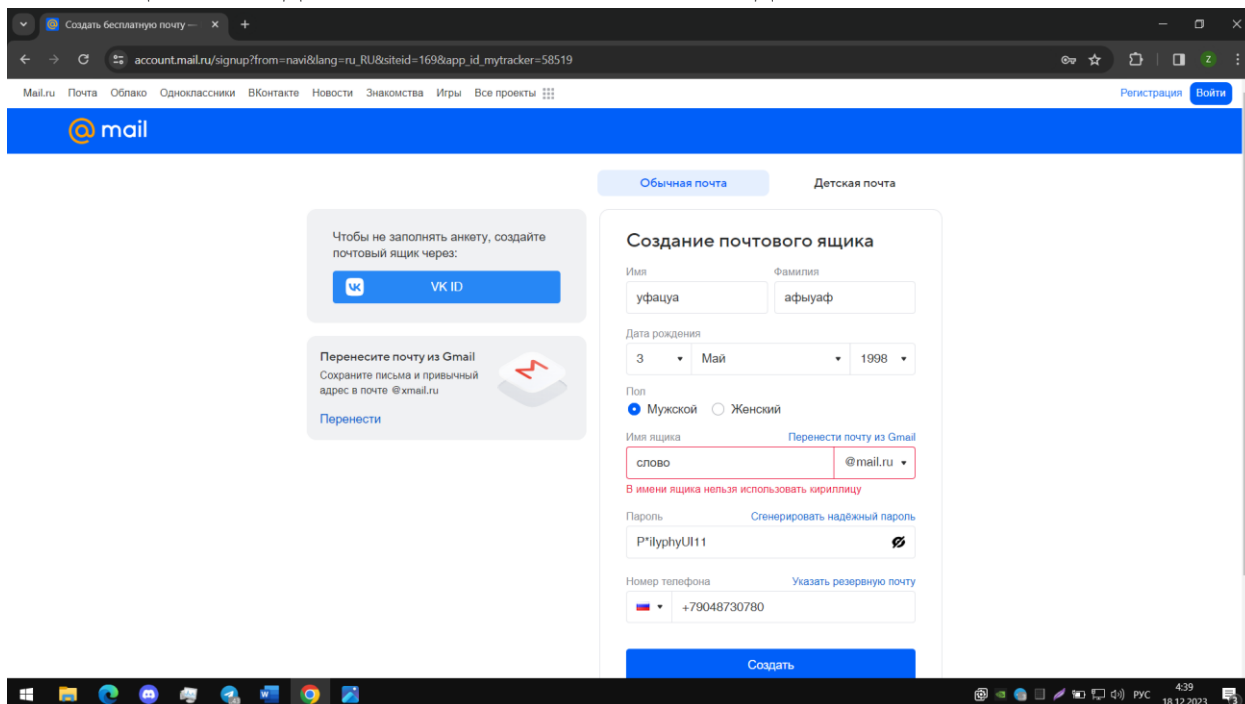 Создать бесплатную почту —
account.mail.ru/signup?from=navi&lang=ru_RU&siteid=169&app_id_mytracker=58519
Z
Mail.ru Почта Облако Одноклассники ВКонтакте Новости Знакомства Игры Все проекты
Регистрация Войти
@ mail
Обычная почта Детская почта
Чтобы не заполнять анкету, создайте
почтовый ящик через:
VK ID
Перенесите почту из Gmail
Сохраните письма и привычный
адрес в почте @xmail.ru
Перенести
Создание почтового ящика
Имя Фамилия
уфацуа афыуаф
Дата рождения
3 Май 1998
Пол
Мужской Женский
Имя ящика Перенести почту из Gmail
слово @mail.ru
В имени ящика нельзя использовать кириллицу
Пароль Сгенерировать надёжный пароль
P*ilyphyUI11
Номер телефона Указать резервную почту
+79048730780
Создать
РУС
4:39
18.12.2023
3